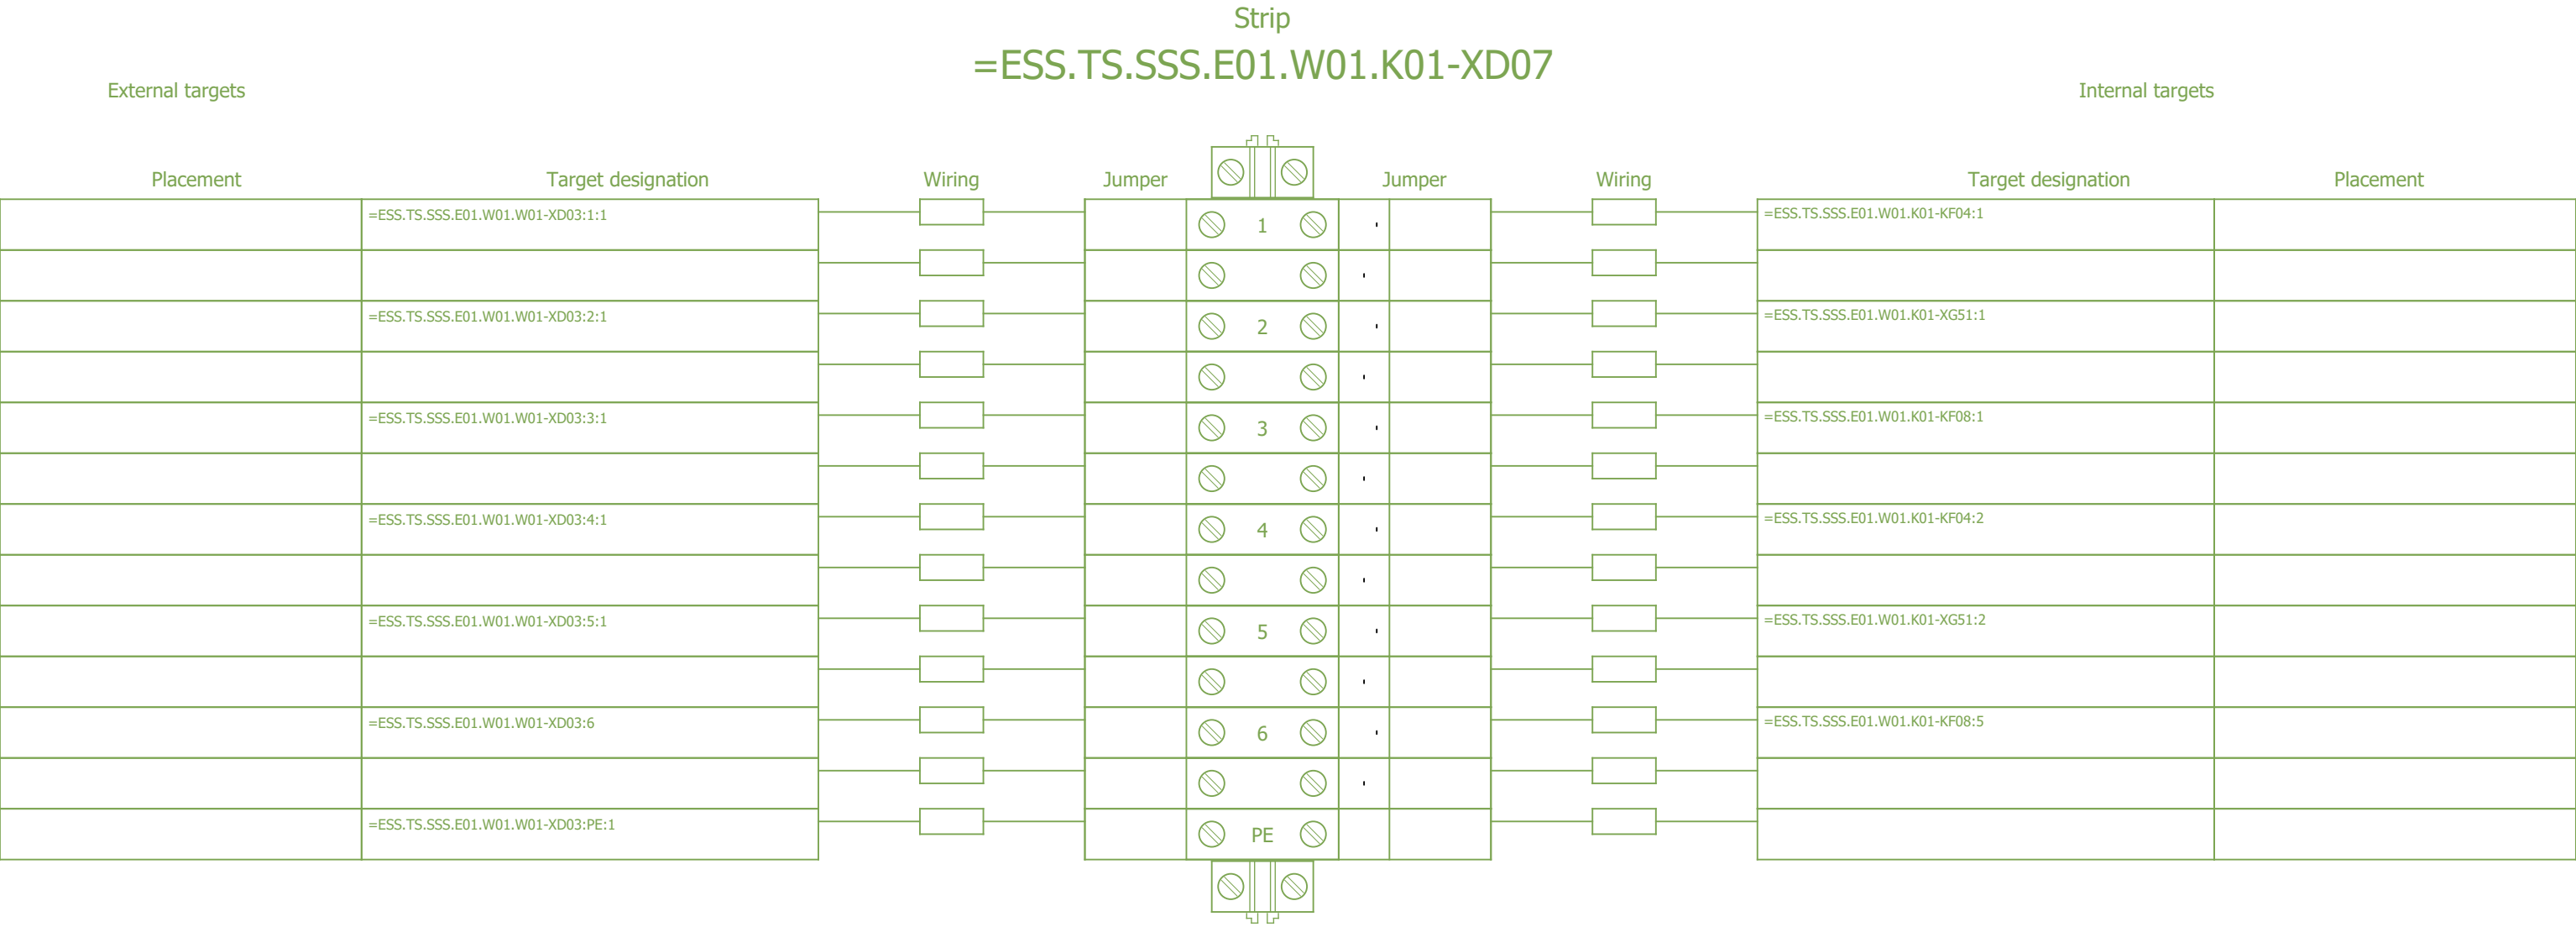 Strip
=ESS.TS.SSS.E01.W01.K01-XD07
External targets
Internal targets
Placement Target designation Wiring Jumper Jumper Wiring Target designation Placement
=ESS.TS.SSS.E01.W01.W01-XD03:1:1 1 =ESS.TS.SSS.E01.W01.K01-KF04:1
=ESS.TS.SSS.E01.W01.W01-XD03:2:1 2 =ESS.TS.SSS.E01.W01.K01-XG51:1
=ESS.TS.SSS.E01.W01.W01-XD03:3:1 3 =ESS.TS.SSS.E01.W01.K01-KF08:1
=ESS.TS.SSS.E01.W01.W01-XD03:4:1 4 =ESS.TS.SSS.E01.W01.K01-KF04:2
=ESS.TS.SSS.E01.W01.W01-XD03:5:1 5 =ESS.TS.SSS.E01.W01.K01-XG51:2
=ESS.TS.SSS.E01.W01.W01-XD03:6 6 =ESS.TS.SSS.E01.W01.K01-KF08:5
=ESS.TS.SSS.E01.W01.W01-XD03:PE:1 PE